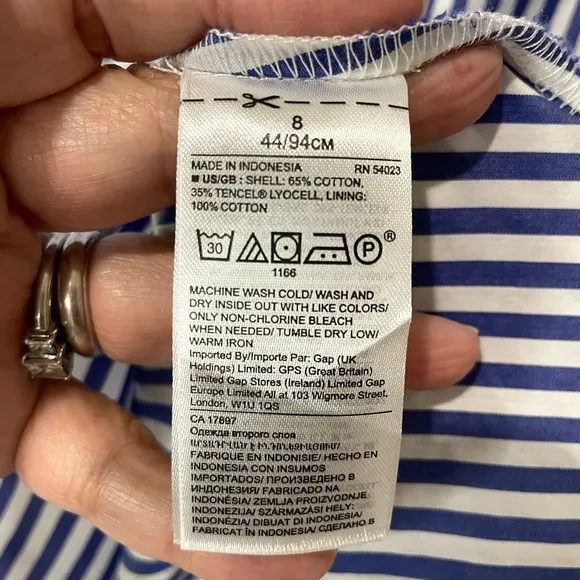 8
44/94CM
MADE IN INDONESIA RN 54023
■ US/GB : SHELL: 65% COTTON,
35% TENCEL® LYOCELL, LINING:
100% COTTON
30 P ®
1166
MACHINE WASH COLD/ WASH AND
DRY INSIDE OUT WITH LIKE COLORS/
ONLY NON-CHLORINE BLEACH
WHEN NEEDED/ TUMBLE DRY LOW/
WARM IRON
Imported By/Importe Par: Gap (UK
Holdings) Limited: GPS (Great Britain)
Limited Gap Stores (Ireland) Limited Gap
Europe Limited All at 103 Wigmore Street,
London, W1U 1QS
CA 17897
Одежда второго слоя
FABRIQUE EN INDONESIE/ HECHO EN
INDONESIA CON INSUMOS
IMPORTADOS/ ПРОИЗВЕДЕНО В
ИНДОНЕЗИЯ/ FABRICADO NA
INDONÉSIA/ ZEMLJA PROIZVODNJE
INDONEZIJA/ SZÁRMAZÁSI HELY:
INDONÉZIA/ DIBUAT DI INDONESIA/
FABRICAT IN INDONESIA/ СДЕЛАНО В